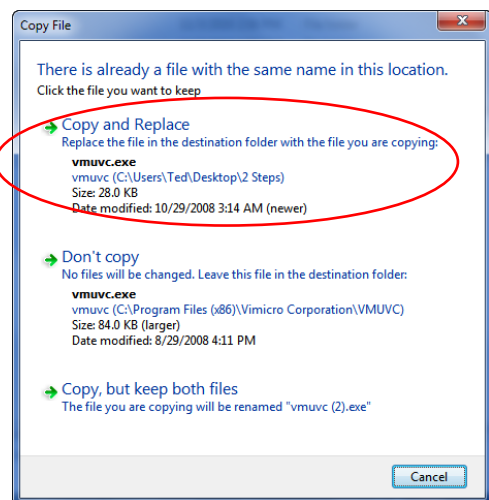 Copy File
There is already a file with the same name in this location.
Click the file you want to keep
Copy and Replace
Replace the file in the destination folder with the file you are copying:
vmuvc.exe
vmuvc (C:\Users\Ted\Desktop\2 Steps)
Size: 28.0 KB
Date modified: 10/29/2008 3:14 AM (newer)
Don't copy
No files will be changed. Leave this file in the destination folder:
vmuvc.exe
vmuvc (C:\Program Files (x86)\Vimicro Corporation\VMUVC)
Size: 84.0 KB (larger)
Date modified: 8/29/2008 4:11 PM
Copy, but keep both files
The file you are copying will be renamed "vmuvc (2).exe"
Cancel